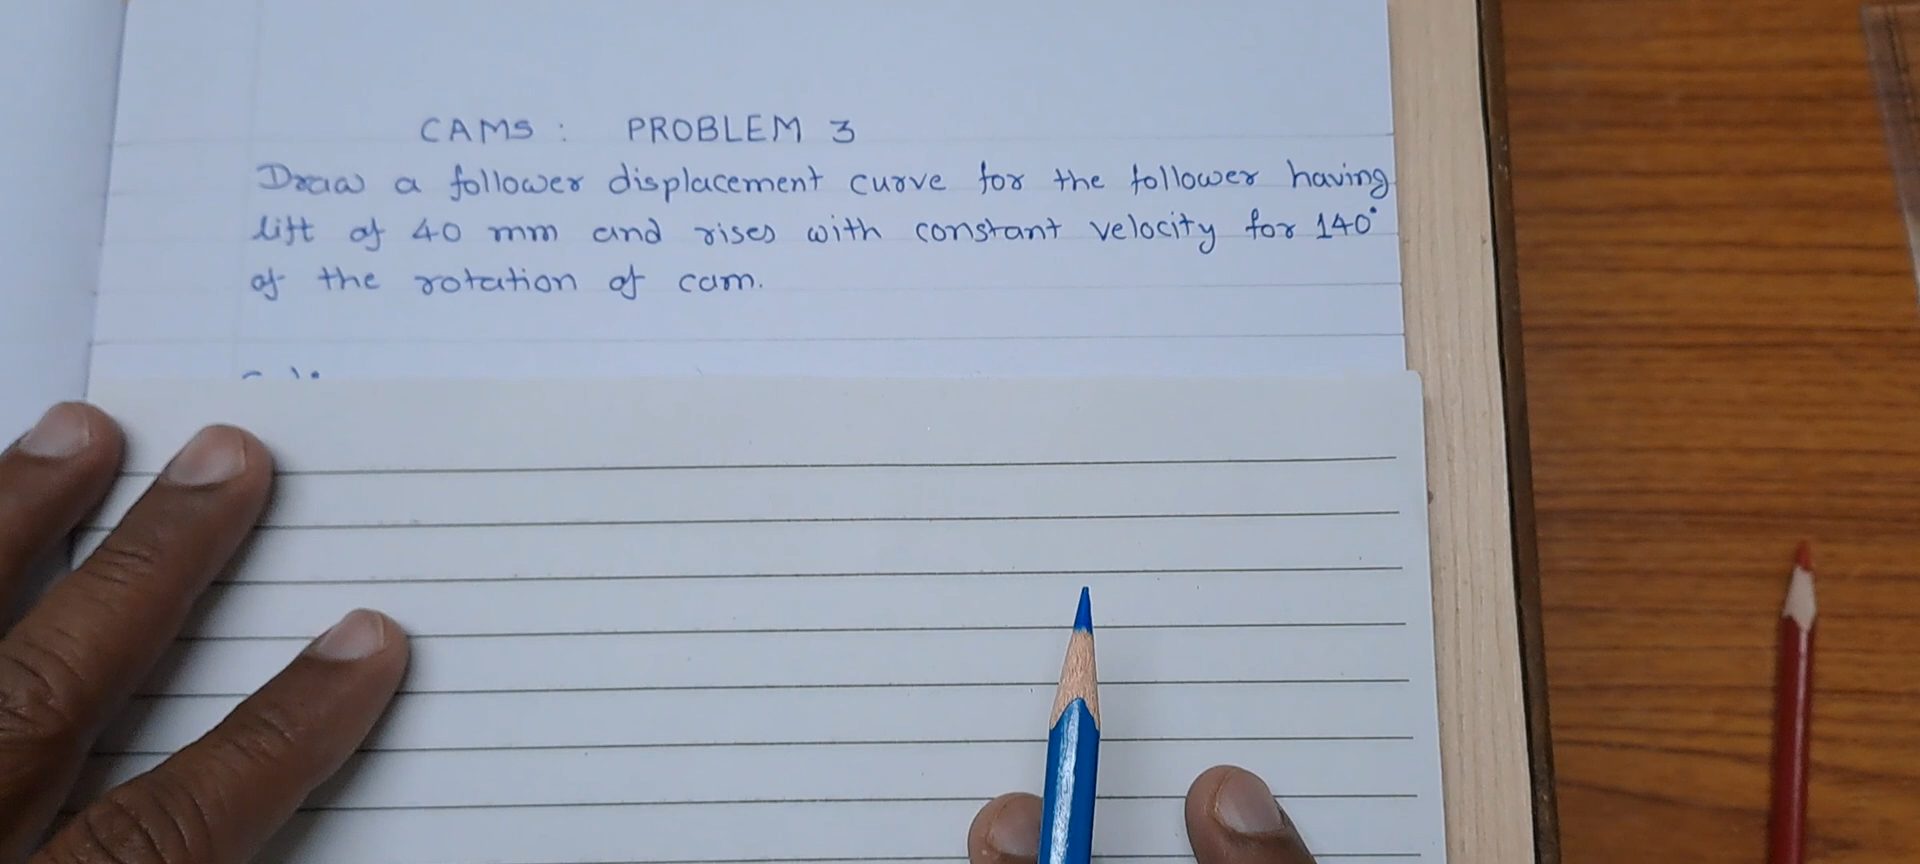 CAMS : PROBLEM 3
Draw a follower displacement curve for the follower having
lift of 40 mm and rises with constant velocity for 140°
of the rotation of cam.